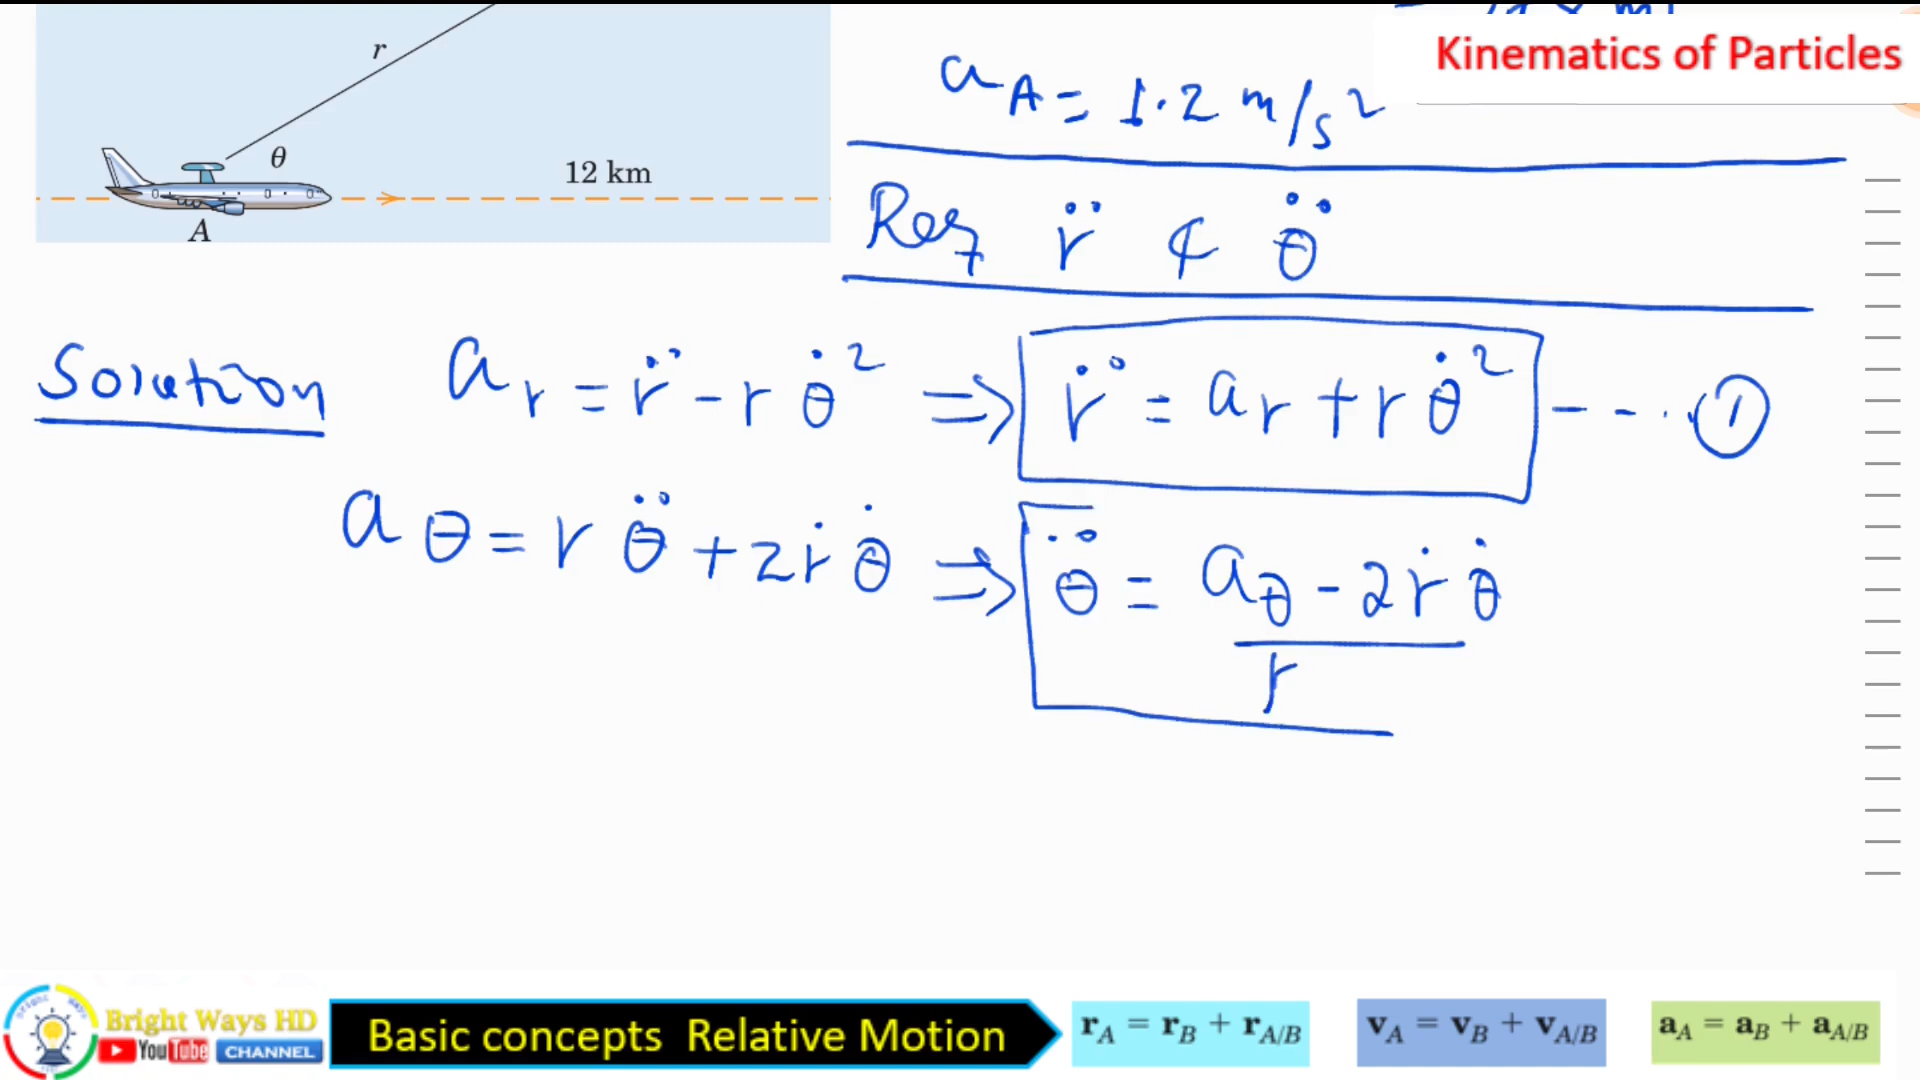 r
Kinematics of Particles
a_A = 1.2 m/s²
θ
12 km
A
Req r̈ & θ̈
Solution a_r = r̈ - r θ̇² ⇒ r̈ = a_r + r θ̇² ---- ①
a_θ = r θ̈ + 2 ṙ θ̇ ⇒ θ̈ = (a_θ - 2 ṙ θ̇) / r
Bright Ways HD
YouTube CHANNEL
Basic concepts Relative Motion
r_A = r_B + r_A/B
v_A = v_B + v_A/B
a_A = a_B + a_A/B